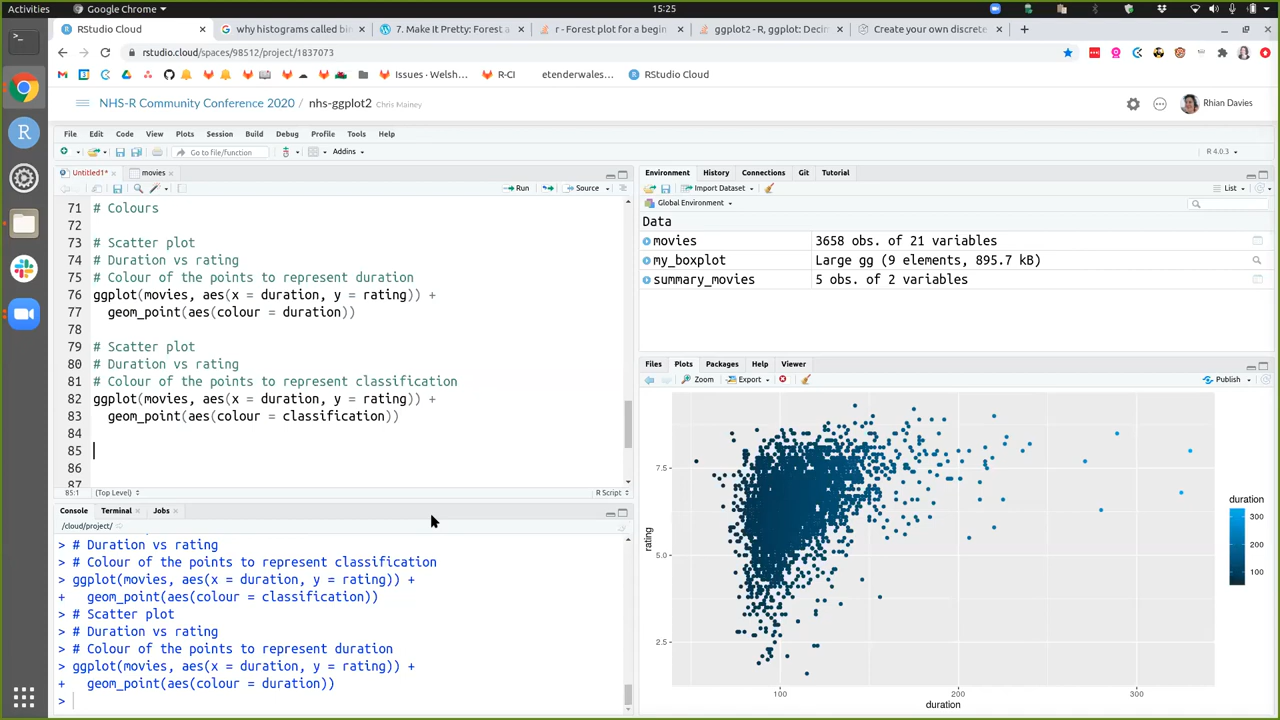 Activities
Google Chrome
15:25
RStudio Cloud
why histograms called bin
7. Make It Pretty: Forest a
r - Forest plot for a begin
ggplot2 - R, ggplot: Decim
Create your own discrete
rstudio.cloud/spaces/98512/project/1837073
Issues · Welsh...
R-CI
etenderwales...
RStudio Cloud
NHS-R Community Conference 2020 / nhs-ggplot2 Chris Mainey
Rhian Davies
File Edit Code View Plots Session Build Debug Profile Tools Help
Go to file/function
Addins
R 4.0.3
Untitled1*
movies
Run
Source
71 # Colours
72
73 # Scatter plot
74 # Duration vs rating
75 # Colour of the points to represent duration
76 ggplot(movies, aes(x = duration, y = rating)) +
77 geom_point(aes(colour = duration))
78
79 # Scatter plot
80 # Duration vs rating
81 # Colour of the points to represent classification
82 ggplot(movies, aes(x = duration, y = rating)) +
83 geom_point(aes(colour = classification))
84
85
86
87
85:1 (Top Level) R Script
Console Terminal Jobs
/cloud/project/
> # Duration vs rating
> # Colour of the points to represent classification
> ggplot(movies, aes(x = duration, y = rating)) +
+ geom_point(aes(colour = classification))
> # Scatter plot
> # Duration vs rating
> # Colour of the points to represent duration
> ggplot(movies, aes(x = duration, y = rating)) +
+ geom_point(aes(colour = duration))
>
Environment History Connections Git Tutorial
Import Dataset
List
Global Environment
Data
movies 3658 obs. of 21 variables
my_boxplot Large gg (9 elements, 895.7 kB)
summary_movies 5 obs. of 2 variables
Files Plots Packages Help Viewer
Zoom Export Publish
7.5
5.0
2.5
rating
100 200 300
duration
duration
300
200
100